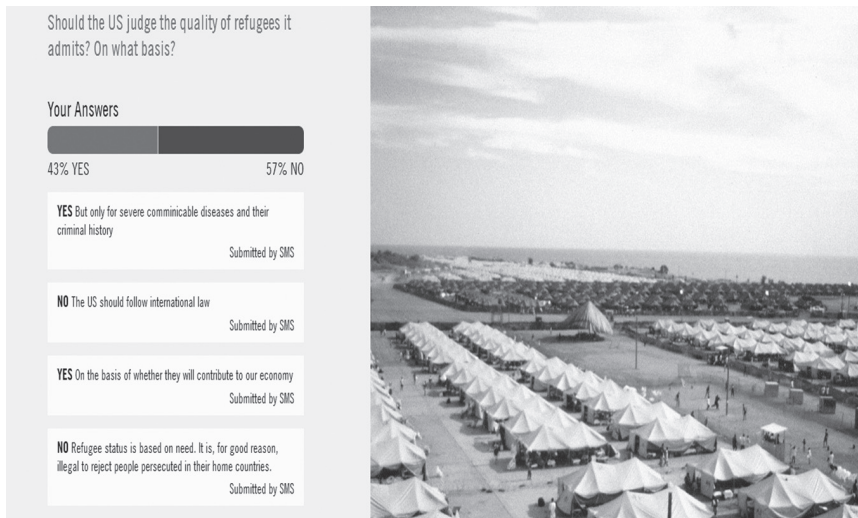 Should the US judge the quality of refugees it
admits? On what basis?
Your Answers
43% YES
57% NO
YES But only for severe comminicable diseases and their
criminal history
Submitted by SMS
NO The US should follow international law
Submitted by SMS
YES On the basis of whether they will contribute to our economy
Submitted by SMS
NO Refugee status is based on need. It is, for good reason,
illegal to reject people persecuted in their home countries.
Submitted by SMS